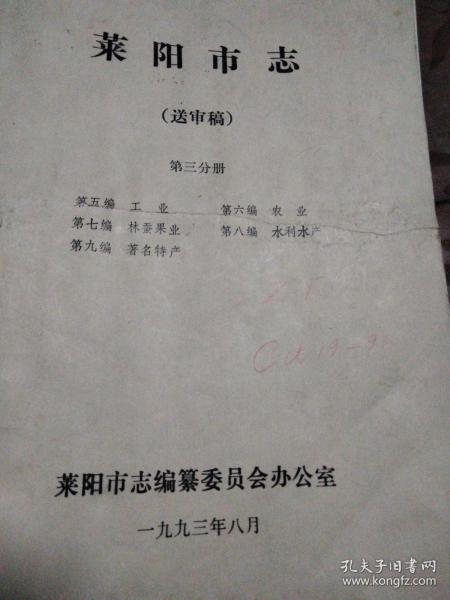 莱阳市志
(送审稿)
第三分册
第五编 工业 第六编 农业
第七编 林蚕果业 第八编 水利水产
第九编 著名特产
莱阳市志编纂委员会办公室
一九九三年八月
孔夫子旧书网
www.kongfz.com